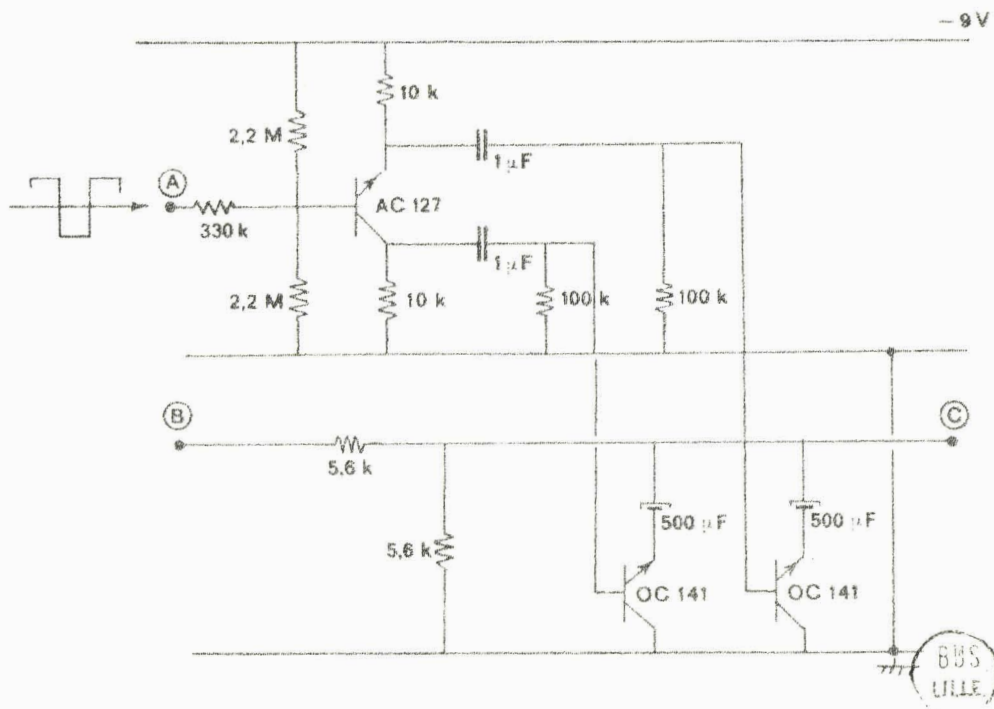 − 9 V
10 k
2,2 M
1 µF
A
AC 127
330 k
1 µF
2,2 M
10 k
100 k
100 k
B
C
5,6 k
500 µF
500 µF
5,6 k
OC 141
OC 141
BUS
LILLE